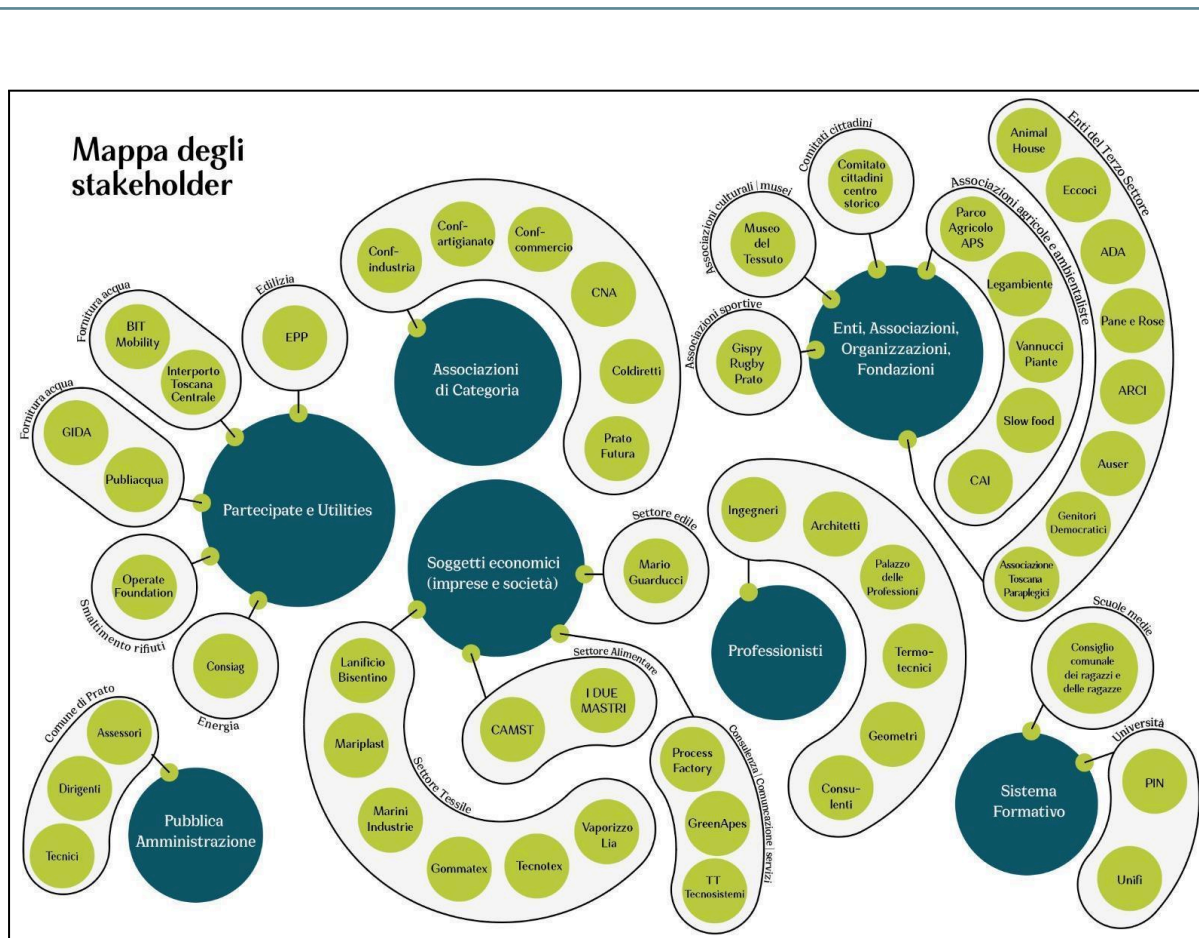 Mappa degli
stakeholder
Conf-
industria
Conf-
artigianato
Conf-
commercio
CNA
Coldiretti
Prato
Futura
Associazioni
di Categoria
Fornitura acqua
BIT
Mobility
Interporto
Toscana
Centrale
Edilizia
EPP
Fornitura acqua
GIDA
Publiacqua
Partecipate e Utilities
Operate
Foundation
Smaltimento rifiuti
Consiag
Energia
Comune di Prato
Assessori
Dirigenti
Tecnici
Pubblica
Amministrazione
Soggetti economici
(imprese e società)
Settore edile
Mario
Guarducci
Settore Alimentare
CAMST
I DUE
MASTRI
Settore Tessile
Lanificio
Bisentino
Mariplast
Marini
Industrie
Gommatex
Tecnotex
Vaporizzo
Lia
Consulenza | Comunicazione | servizi
Process
Factory
GreenApes
TT
Tecnosistemi
Enti, Associazioni,
Organizzazioni,
Fondazioni
Associazioni sportive
Gispy
Rugby
Prato
Associazioni culturali | musei
Museo
del
Tessuto
Comitati cittadini
Comitato
cittadini
centro
storico
Associazioni agricole e ambientaliste
Parco
Agricolo
APS
Legambiente
Vannucci
Piante
Slow food
CAI
Enti del Terzo Settore
Animal
House
Eccoci
ADA
Pane e Rose
ARCI
Auser
Genitori
Democratici
Associazione
Toscana
Paraplegici
Professionisti
Ingegneri
Architetti
Palazzo
delle
Professioni
Termo-
tecnici
Geometri
Consu-
lenti
Sistema
Formativo
Scuole medie
Consiglio
comunale
dei ragazzi e
delle ragazze
Università
PIN
Unifi